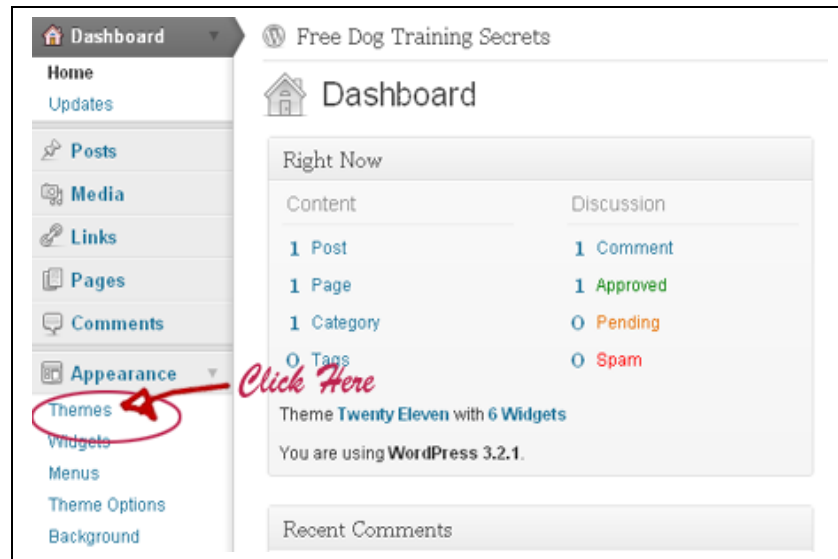 Dashboard
Home
Updates
Posts
Media
Links
Pages
Comments
Appearance
Themes
Widgets
Menus
Theme Options
Background
Click Here
Free Dog Training Secrets
Dashboard
Right Now
Content
1 Post
1 Page
1 Category
0 Tags
Discussion
1 Comment
1 Approved
0 Pending
0 Spam
Theme Twenty Eleven with 6 Widgets
You are using WordPress 3.2.1.
Recent Comments